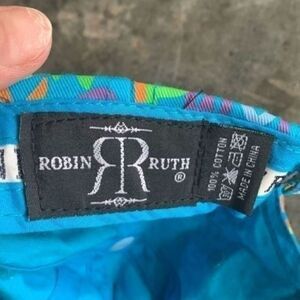 ROBIN RR RUTH ®
100% COTTON
MADE IN CHINA
R